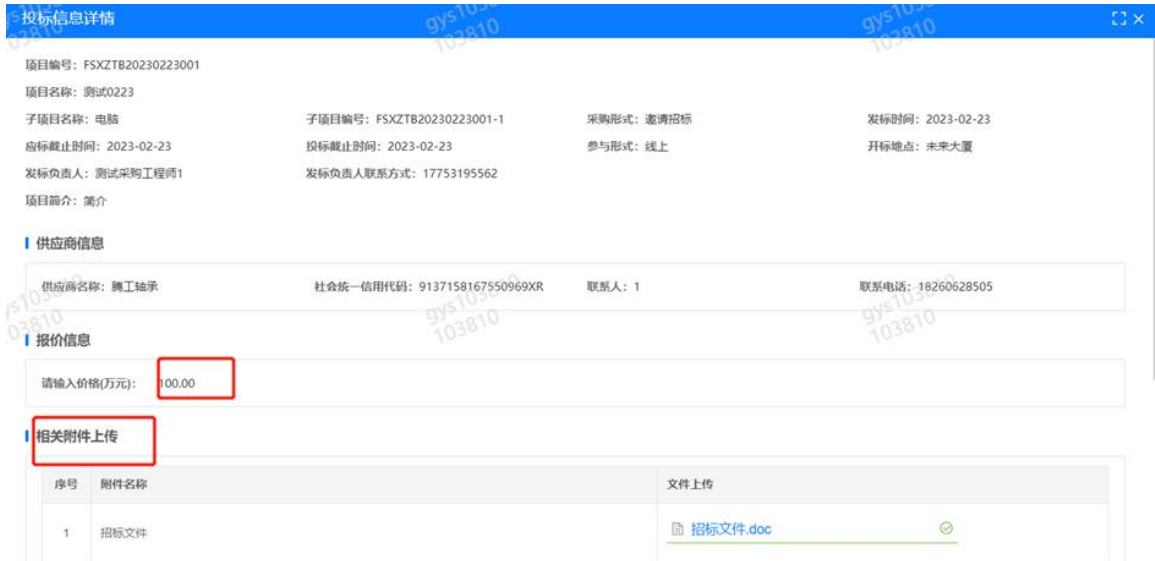 投标信息详情
项目编号：FSXZTB20230223001
项目名称：测试0223
子项目名称：电脑 子项目编号：FSXZTB20230223001-1 采购形式：邀请招标 发标时间：2023-02-23
应标截止时间：2023-02-23 投标截止时间：2023-02-23 参与形式：线上 开标地点：未来大厦
发标负责人：测试采购工程师1 发标负责人联系方式：17753195562
项目简介：简介
供应商信息
供应商名称：腾工轴承 社会统一信用代码：9137158167550969XR 联系人：1 联系电话：18260628505
报价信息
请输入价格(万元)： 100.00
相关附件上传
序号 附件名称 文件上传
1 招标文件 招标文件.doc
gys103810